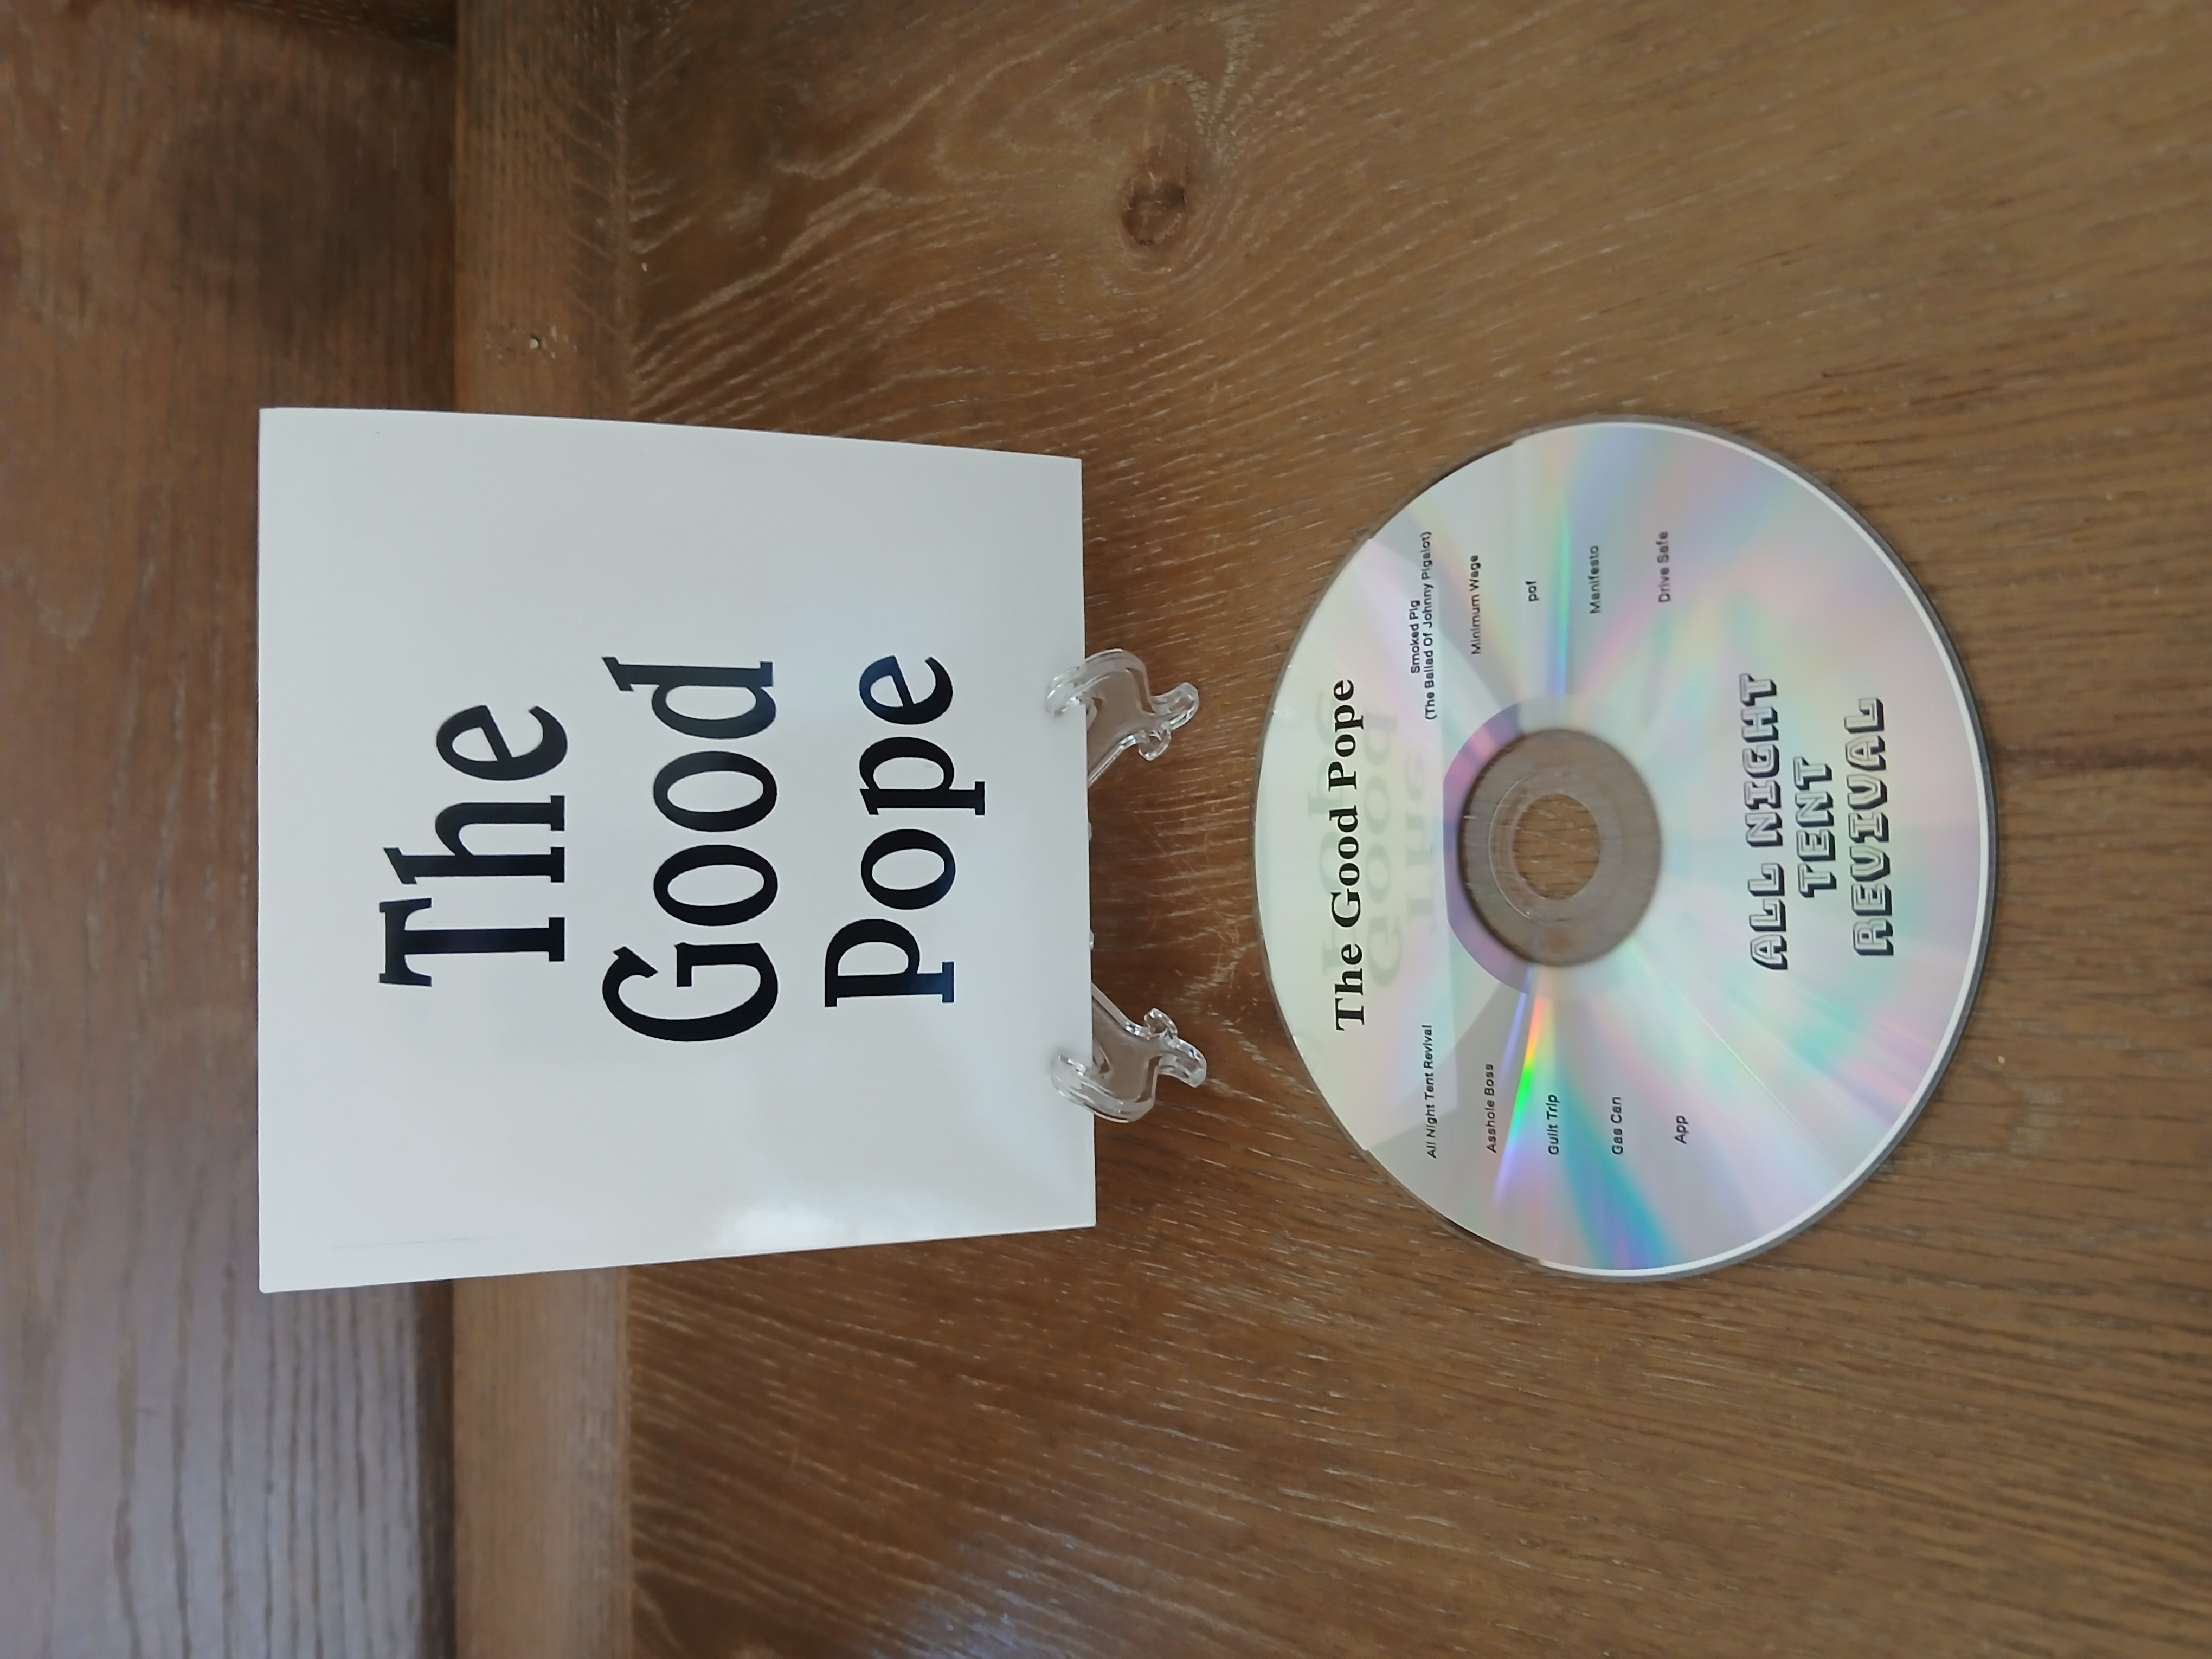 The
Good
Pope
The Good Pope
All Night Tent Revival
Asshole Boss
Guilt Trip
Gas Can
App
Smoked Pig
(The Ballad Of Johnny Pigalot)
Minimum Wage
pof
Manifesto
Drive Safe
ALL NIGHT
TENT
REVIVAL